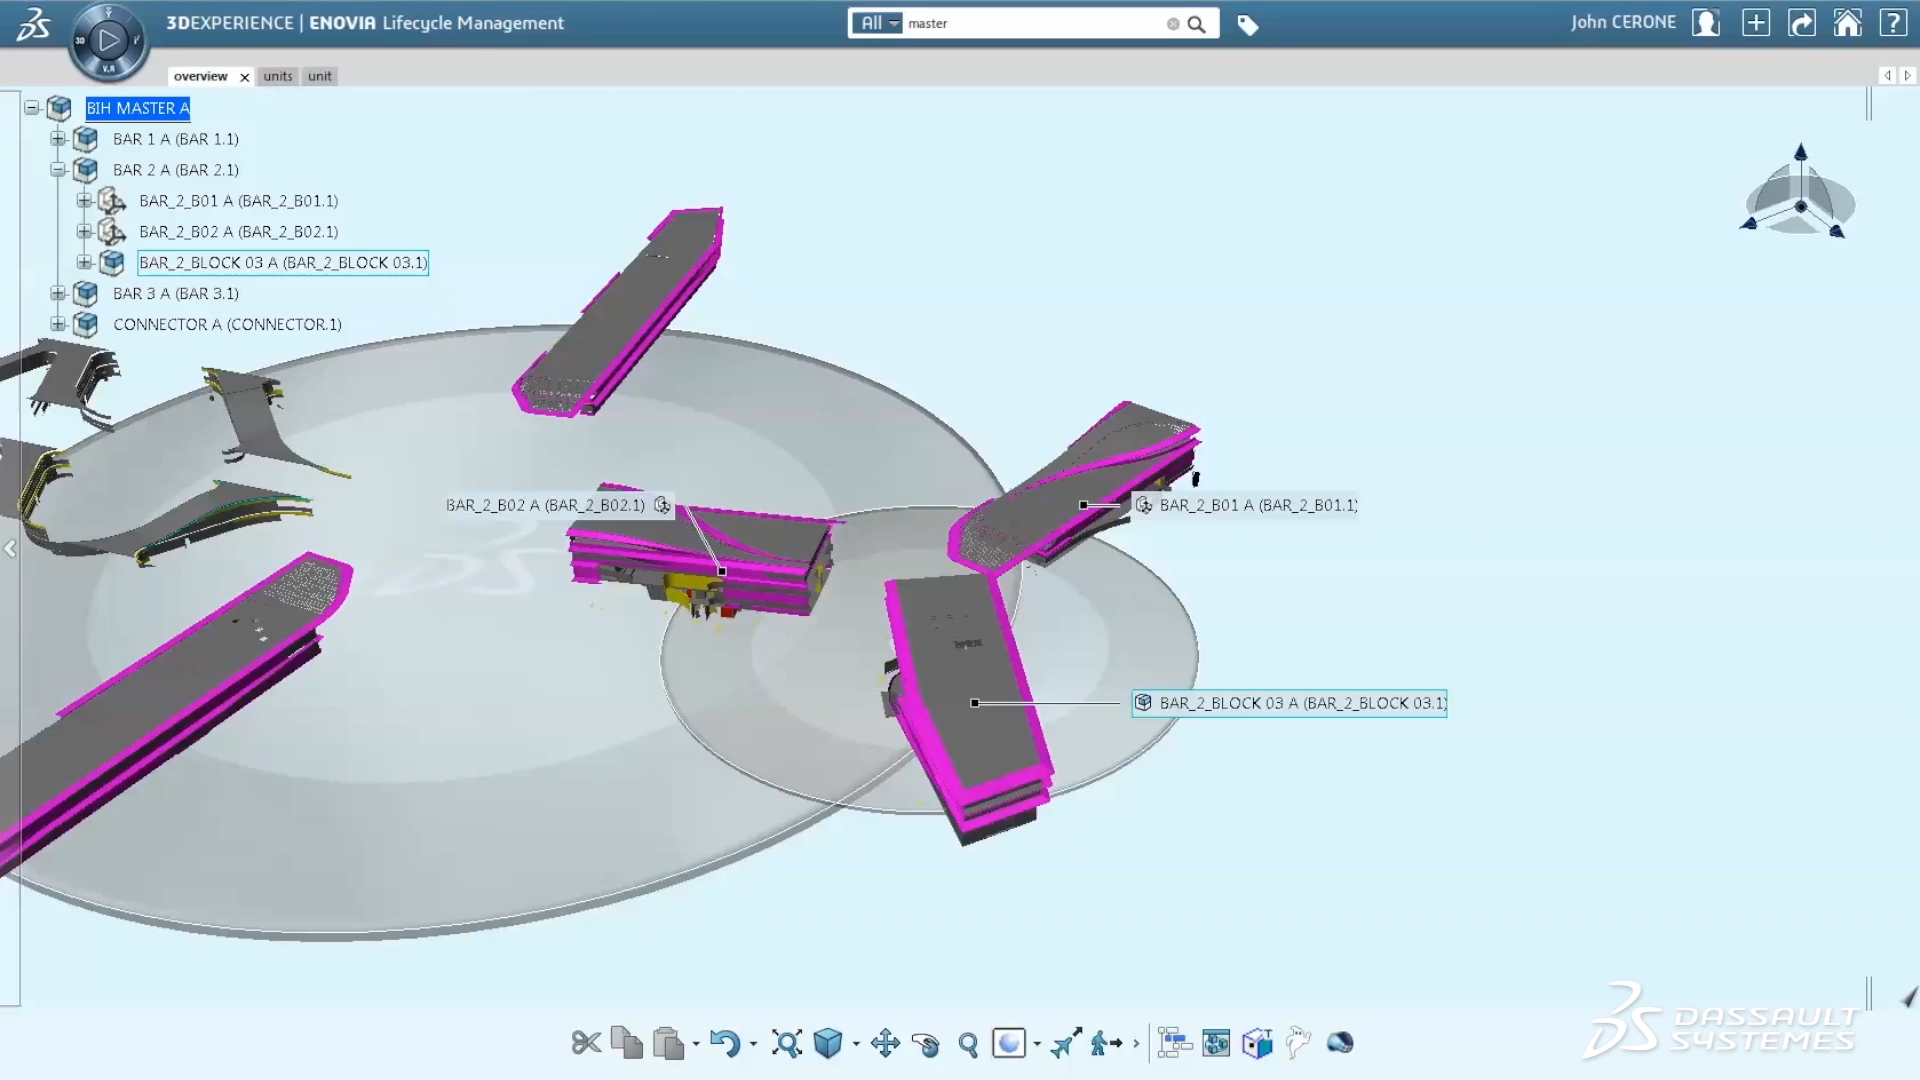 3DEXPERIENCE | ENOVIA Lifecycle Management
All master
John CERONE
3D V.R
overview units unit
BIH MASTER A
BAR 1 A (BAR 1.1)
BAR 2 A (BAR 2.1)
BAR_2_B01 A (BAR_2_B01.1)
BAR_2_B02 A (BAR_2_B02.1)
BAR_2_BLOCK 03 A (BAR_2_BLOCK 03.1)
BAR 3 A (BAR 3.1)
CONNECTOR A (CONNECTOR.1)
BAR_2_B02 A (BAR_2_B02.1)
BAR_2_B01 A (BAR_2_B01.1)
BAR_2_BLOCK 03 A (BAR_2_BLOCK 03.1)
DASSAULT
SYSTEMES